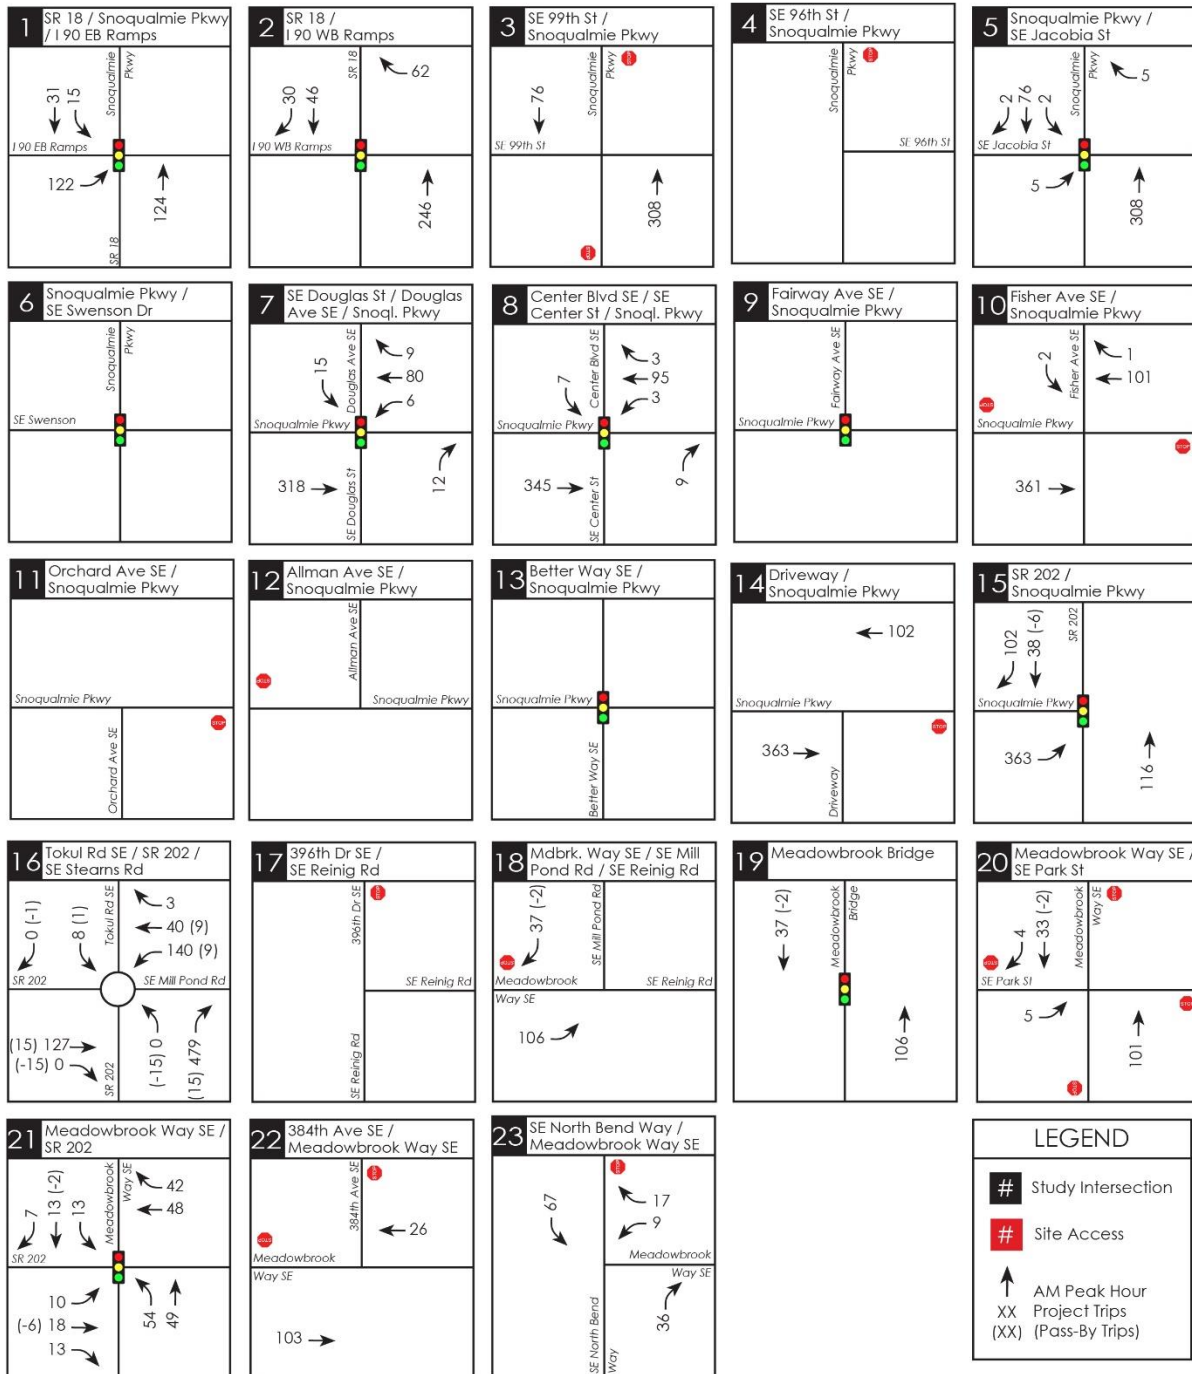 1
SR 18 / Snoqualmie Pkwy
/ I 90 EB Ramps
31
15
Snoqualmie
Pkwy
I 90 EB Ramps
122
124
SR 18
2
SR 18 /
I 90 WB Ramps
SR 18
62
30
46
I 90 WB Ramps
246
3
SE 99th St /
Snoqualmie Pkwy
Snoqualmie
Pkwy
STOP
76
SE 99th St
308
STOP
4
SE 96th St /
Snoqualmie Pkwy
Snoqualmie
Pkwy
STOP
SE 96th St
5
Snoqualmie Pkwy /
SE Jacobia St
Snoqualmie
Pkwy
5
2
76
2
SE Jacobia St
5
308
6
Snoqualmie Pkwy /
SE Swenson Dr
Snoqualmie
Pkwy
SE Swenson
7
SE Douglas St / Douglas
Ave SE / Snoql. Pkwy
15
Douglas Ave SE
9
80
6
Snoqualmie Pkwy
318
SE Douglas St
12
8
Center Blvd SE / SE
Center St / Snoql. Pkwy
7
Center Blvd SE
3
95
3
Snoqualmie Pkwy
345
SE Center St
9
9
Fairway Ave SE /
Snoqualmie Pkwy
Fairway Ave SE
Snoqualmie Pkwy
10
Fisher Ave SE /
Snoqualmie Pkwy
2
Fisher Ave SE
1
101
STOP
Snoqualmie Pkwy
STOP
361
11
Orchard Ave SE /
Snoqualmie Pkwy
Snoqualmie Pkwy
Orchard Ave SE
STOP
12
Allman Ave SE /
Snoqualmie Pkwy
Allman Ave SE
STOP
Snoqualmie Pkwy
13
Better Way SE /
Snoqualmie Pkwy
Snoqualmie Pkwy
Better Way SE
14
Driveway /
Snoqualmie Pkwy
102
Snoqualmie Pkwy
363
Driveway
STOP
15
SR 202 /
Snoqualmie Pkwy
102
38 (-6)
SR 202
Snoqualmie Pkwy
363
116
16
Tokul Rd SE / SR 202 /
SE Stearns Rd
0 (-1)
8 (1)
Tokul Rd SE
3
40 (9)
140 (9)
SR 202
SE Mill Pond Rd
(15) 127
(-15) 0
SR 202
(-15) 0
(15) 479
17
396th Dr SE /
SE Reinig Rd
396th Dr SE
STOP
SE Reinig Rd
SE Reinig Rd
18
Mdbrk. Way SE / SE Mill
Pond Rd / SE Reinig Rd
37 (-2)
SE Mill Pond Rd
STOP
Meadowbrook
Way SE
SE Reinig Rd
106
19
Meadowbrook Bridge
37 (-2)
Meadowbrook
Bridge
106
20
Meadowbrook Way SE /
SE Park St
4
33 (-2)
Meadowbrook
Way SE
STOP
STOP
SE Park St
5
101
STOP
STOP
21
Meadowbrook Way SE /
SR 202
7
13 (-2)
13
Meadowbrook
Way SE
42
48
SR 202
10
(-6) 18
13
54
49
22
384th Ave SE /
Meadowbrook Way SE
384th Ave SE
STOP
26
STOP
Meadowbrook
Way SE
103
23
SE North Bend Way /
Meadowbrook Way SE
67
STOP
17
9
Meadowbrook
Way SE
SE North Bend
Way
36
LEGEND
# Study Intersection
# Site Access
AM Peak Hour
XX Project Trips
(XX) (Pass-By Trips)